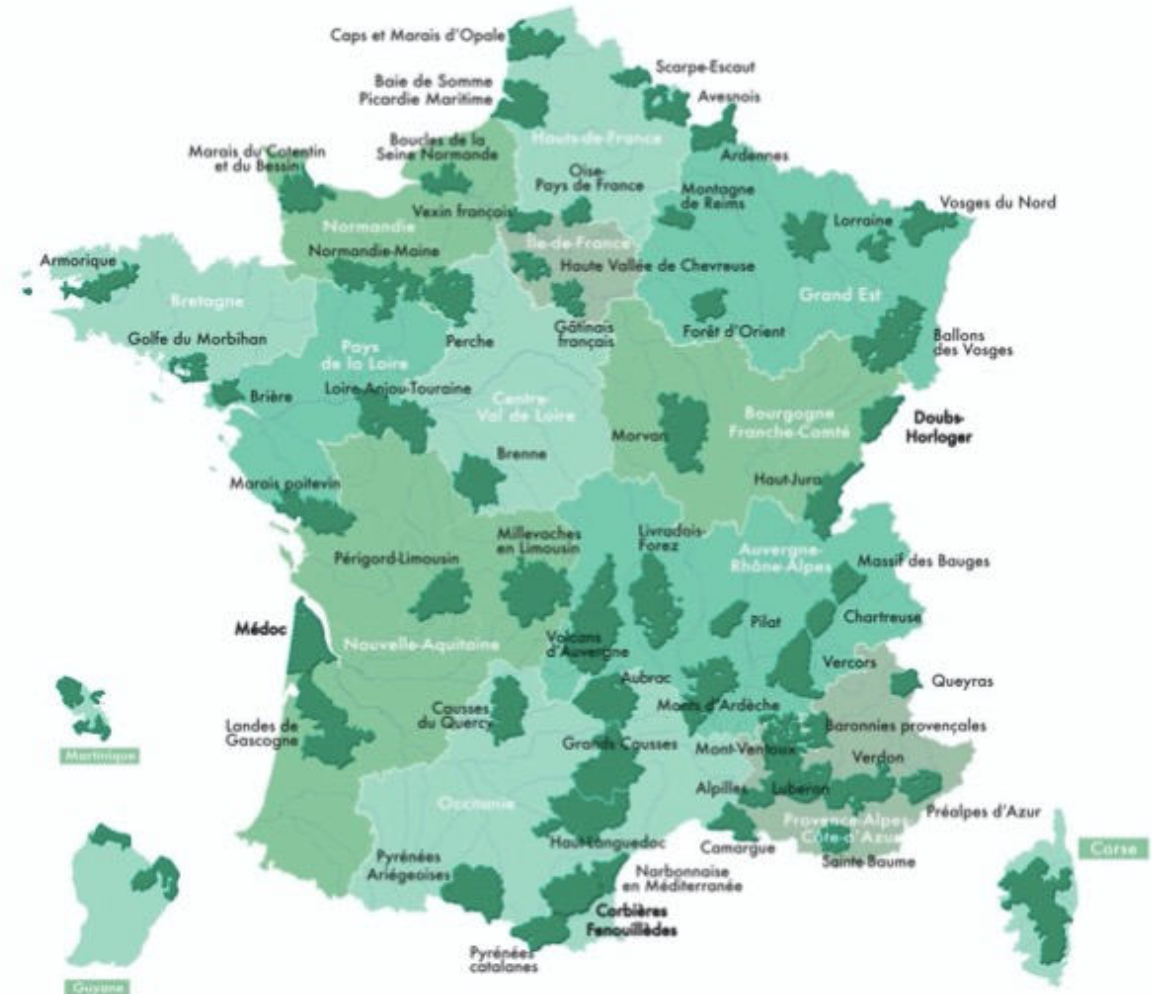 Caps et Marais d'Opale
Scarpe-Escaut
Baie de Somme
Picardie Maritime
Avesnois
Hauts-de-France
Boucles de la
Seine Normande
Marais du Cotentin
et du Bessin
Ardennes
Oise-
Pays de France
Montagne
de Reims
Vosges du Nord
Vexin français
Lorraine
Normandie
Île-de-France
Normandie-Maine
Armorique
Haute Vallée de Chevreuse
Bretagne
Grand Est
Golfe du Morbihan
Gâtinais
français
Forêt d'Orient
Perche
Ballons
des Vosges
Pays
de la Loire
Brière
Loire-Anjou-Touraine
Centre-
Val de Loire
Bourgogne
Franche-Comté
Doubs-
Horloger
Morvan
Brenne
Haut-Jura
Marais poitevin
Millevaches
en Limousin
Livradois-
Forez
Auvergne-
Rhône-Alpes
Périgord-Limousin
Massif des Bauges
Médoc
Pilat
Chartreuse
Nouvelle-Aquitaine
Volcans
d'Auvergne
Vercors
Aubrac
Queyras
Causses
du Quercy
Monts d'Ardèche
Landes de
Gascogne
Baronnies provençales
Grands Causses
Mont-Ventoux
Martinique
Verdon
Alpilles
Luberon
Occitanie
Préalpes d'Azur
Provence-Alpes
Côte-d'Azur
Haut-Languedoc
Camargue
Corse
Sainte-Baume
Pyrénées
Ariégeoises
Narbonnaise
en Méditerranée
Corbières
Fenouillèdes
Pyrénées
catalanes
Guyane